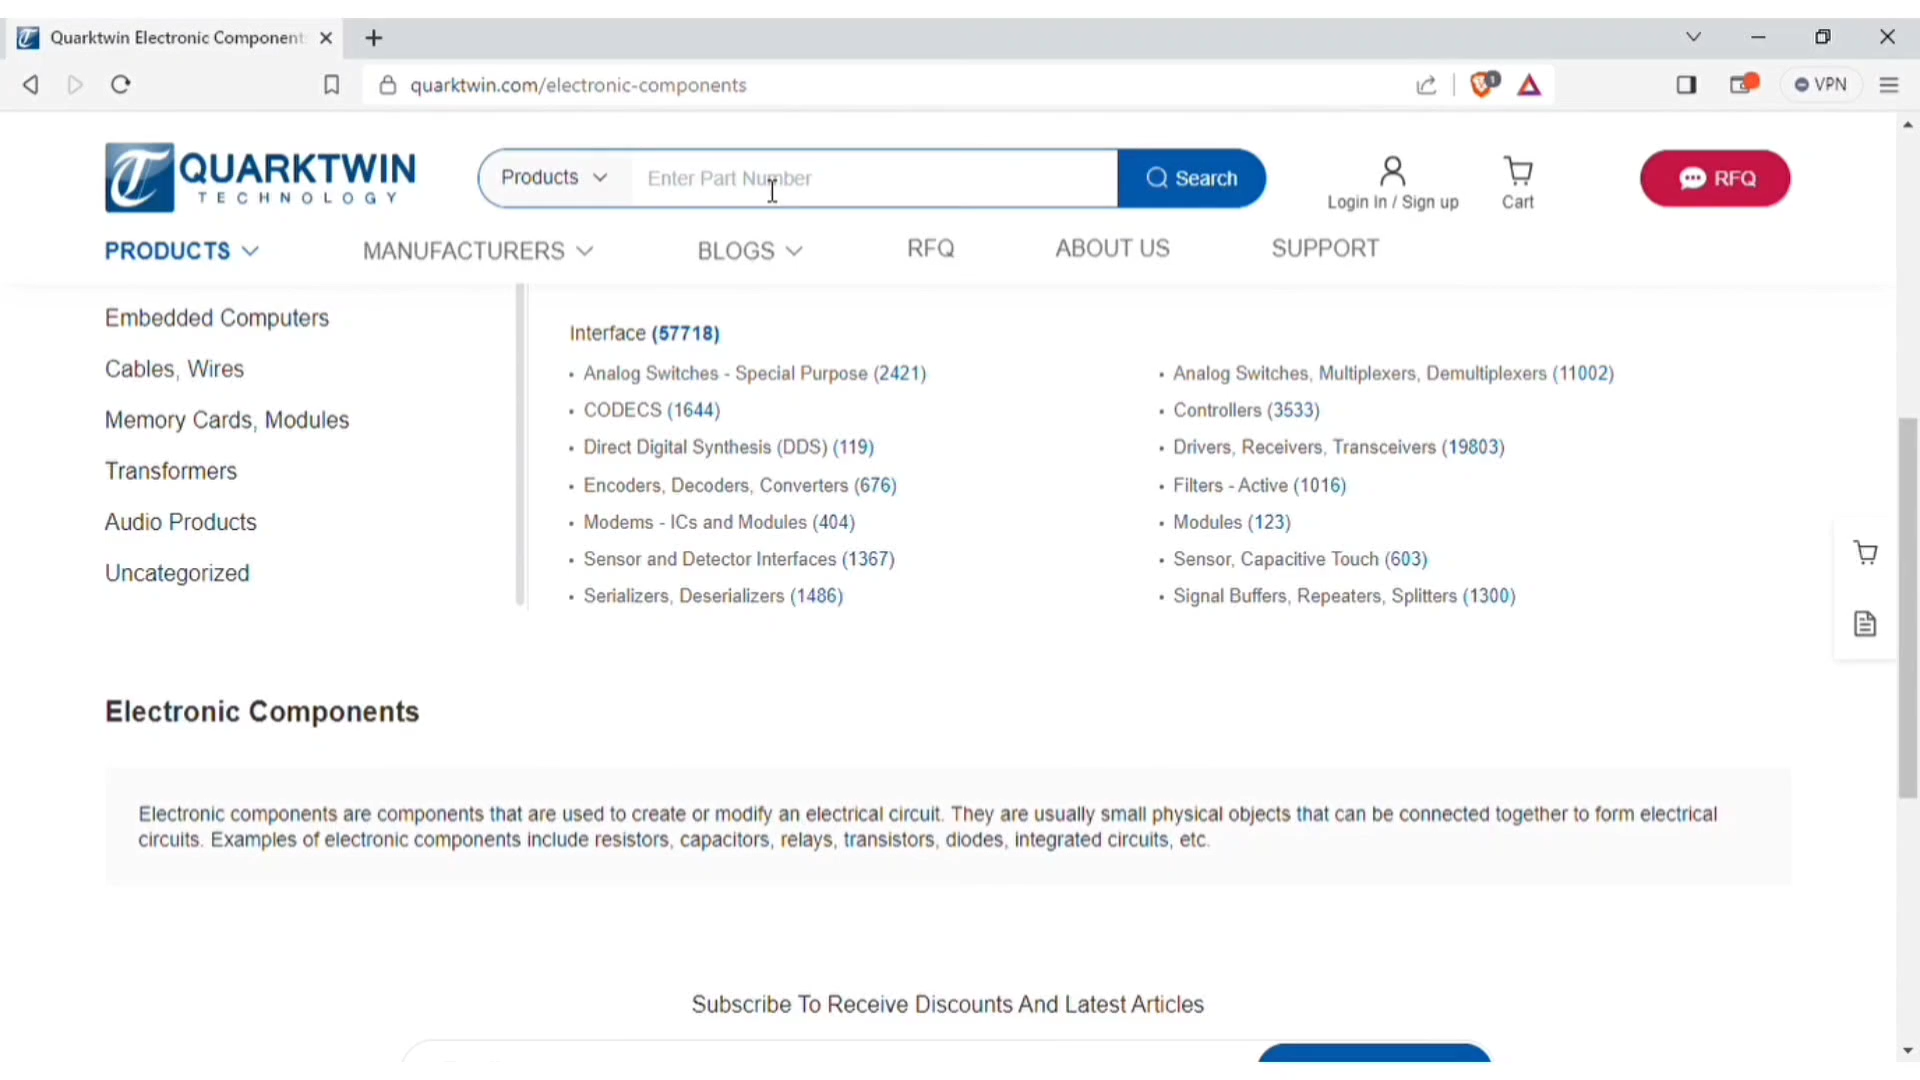 Quarktwin Electronic Component
quarktwin.com/electronic-components
1
VPN
QUARKTWIN
TECHNOLOGY
Products
Enter Part Number
Search
Login In / Sign up
Cart
RFQ
PRODUCTS
MANUFACTURERS
BLOGS
RFQ
ABOUT US
SUPPORT
Embedded Computers
Cables, Wires
Memory Cards, Modules
Transformers
Audio Products
Uncategorized
Interface (57718)
• Analog Switches - Special Purpose (2421)
• Analog Switches, Multiplexers, Demultiplexers (11002)
• CODECS (1644)
• Controllers (3533)
• Direct Digital Synthesis (DDS) (119)
• Drivers, Receivers, Transceivers (19803)
• Encoders, Decoders, Converters (676)
• Filters - Active (1016)
• Modems - ICs and Modules (404)
• Modules (123)
• Sensor and Detector Interfaces (1367)
• Sensor, Capacitive Touch (603)
• Serializers, Deserializers (1486)
• Signal Buffers, Repeaters, Splitters (1300)
Electronic Components
Electronic components are components that are used to create or modify an electrical circuit. They are usually small physical objects that can be connected together to form electrical
circuits. Examples of electronic components include resistors, capacitors, relays, transistors, diodes, integrated circuits, etc.
Subscribe To Receive Discounts And Latest Articles